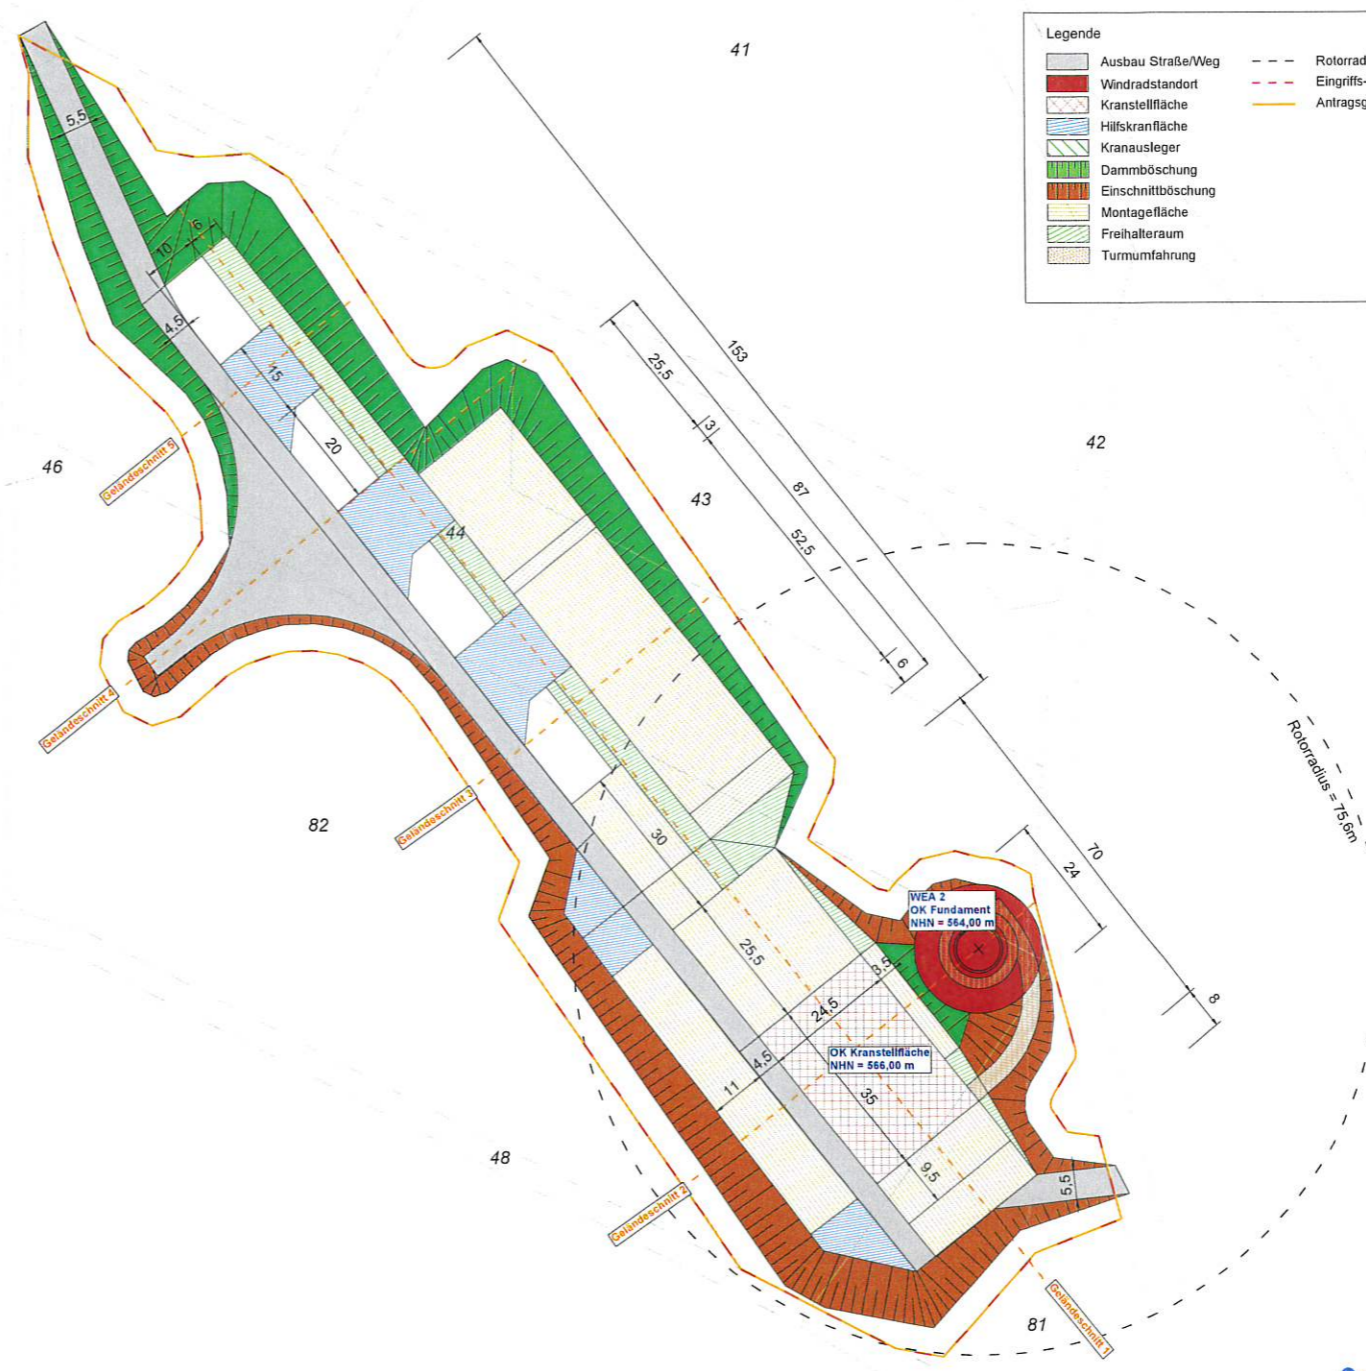 41
Legende
Ausbau Straße/Weg
Windradstandort
Kranstellfläche
Hilfskranfläche
Kranausleger
Dammböschung
Einschnittböschung
Montagefläche
Freihalteraum
Turmumfahrung
Rotorrad
Eingriffs-
Antragsg
5,5
6
10
4,5
15
20
153
25,5
3
87
52,5
6
42
43
44
46
Geländeschnitt 5
Geländeschnitt 4
Geländeschnitt 3
82
30
Rotorradius = 75,6m
70
24
8
WEA 2
OK Fundament
NHN = 564,00 m
25,5
3,5
24,5
OK Kranstellfläche
NHN = 566,00 m
4,5
11
35
9,5
5,5
48
Geländeschnitt 2
Geländeschnitt 1
81